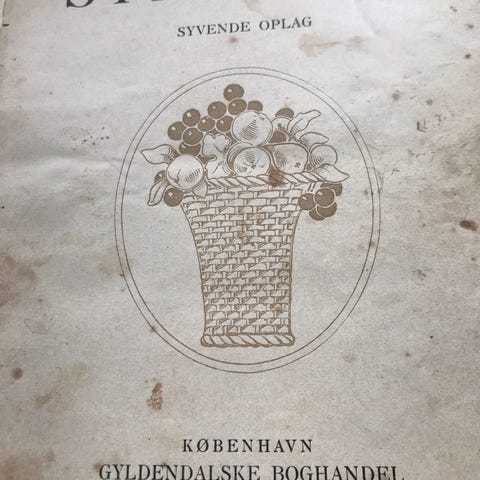 SYVENDE OPLAG
KØBENHAVN
GYLDENDALSKE BOGHANDEL